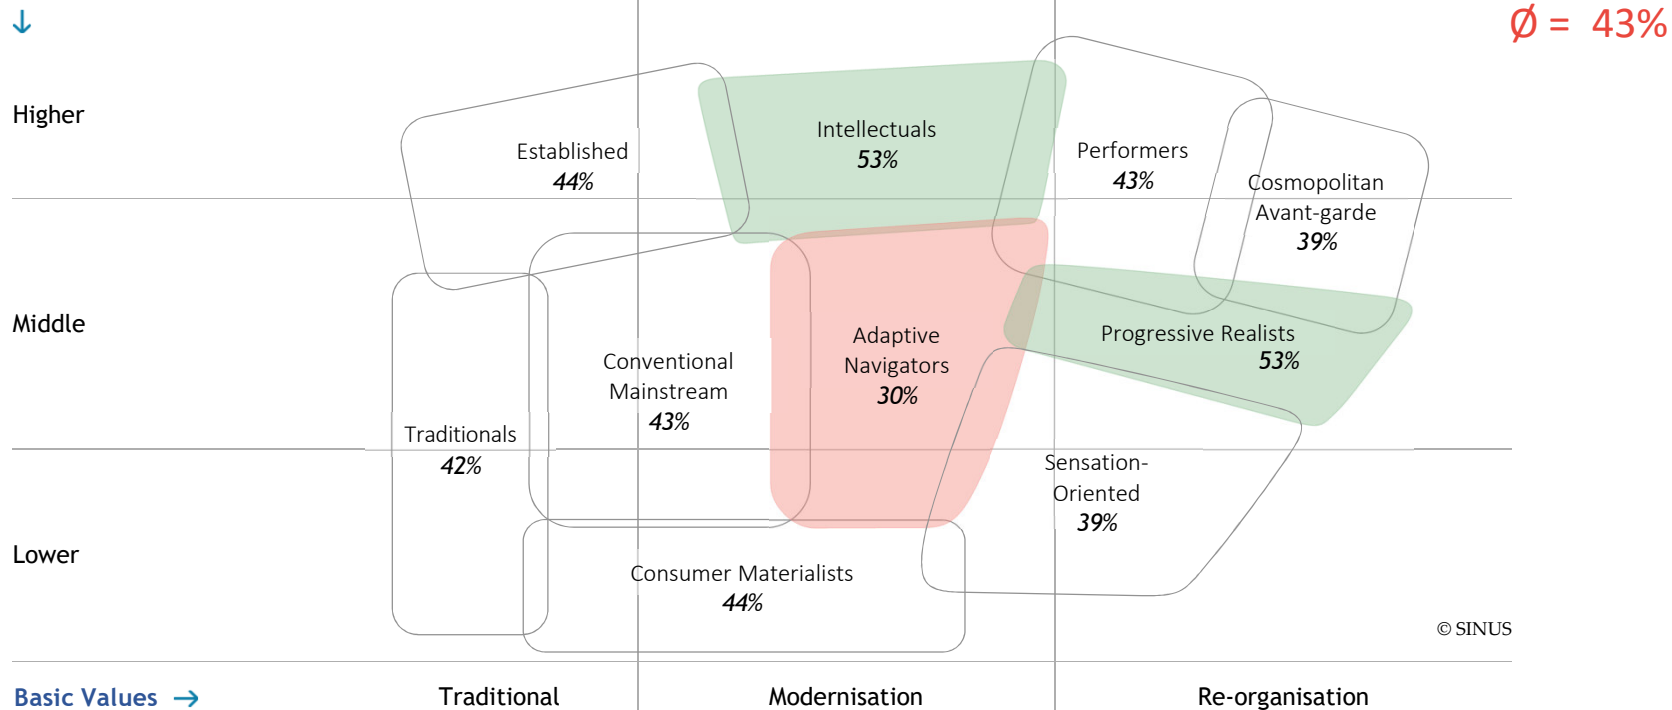 ↓
Ø = 43%
Higher
Intellectuals
53%
Established
44%
Performers
43%
Cosmopolitan
Avant-garde
39%
Middle
Adaptive
Navigators
30%
Progressive Realists
53%
Conventional
Mainstream
43%
Traditionals
42%
Sensation-
Oriented
39%
Lower
Consumer Materialists
44%
© SINUS
Basic Values →
Traditional
Modernisation
Re-organisation